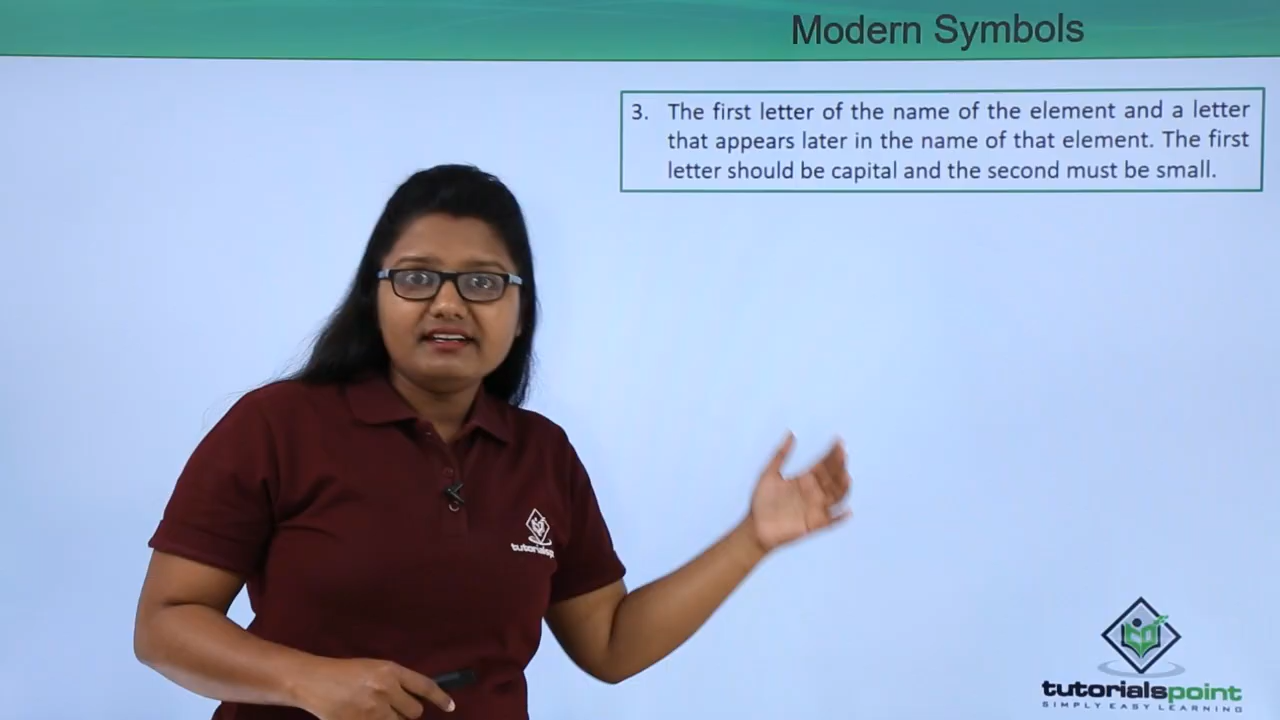 Modern Symbols
3. The first letter of the name of the element and a letter
that appears later in the name of that element. The first
letter should be capital and the second must be small.
tutorialsp
tutorialspoint
SIMPLY EASY LEARNING